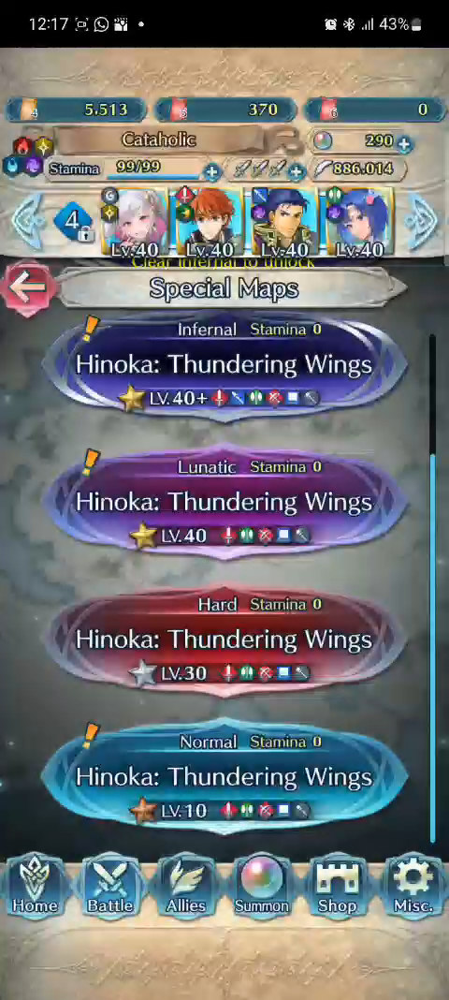 12:17 43%
4 5,513 5 370 6 0
Cataholic 290
Stamina 99/99 886,014
4 Lv.40 Lv.40 Lv.40 Lv.40
Clear Infernal to unlock
Special Maps
Infernal Stamina 0
Hinoka: Thundering Wings
LV.40+
Lunatic Stamina 0
Hinoka: Thundering Wings
LV.40
Hard Stamina 0
Hinoka: Thundering Wings
LV.30
Normal Stamina 0
Hinoka: Thundering Wings
LV.10
Home Battle Allies Summon Shop Misc.